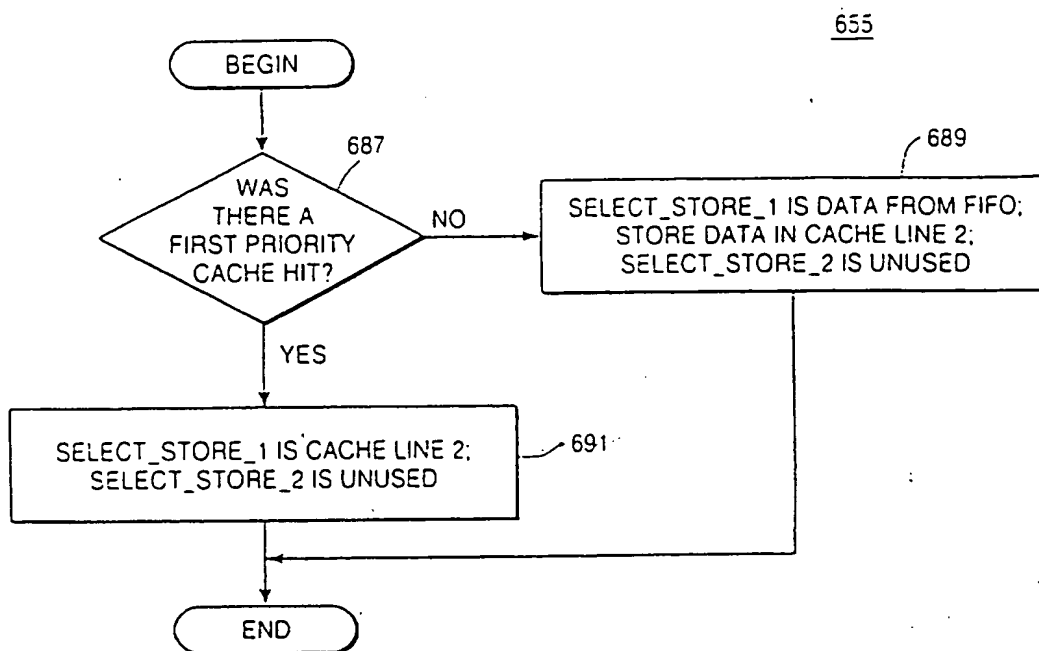 655
BEGIN
687
WAS
THERE A
FIRST PRIORITY
CACHE HIT?
NO
689
SELECT_STORE_1 IS DATA FROM FIFO;
STORE DATA IN CACHE LINE 2;
SELECT_STORE_2 IS UNUSED
YES
SELECT_STORE_1 IS CACHE LINE 2;
SELECT_STORE_2 IS UNUSED
691
END